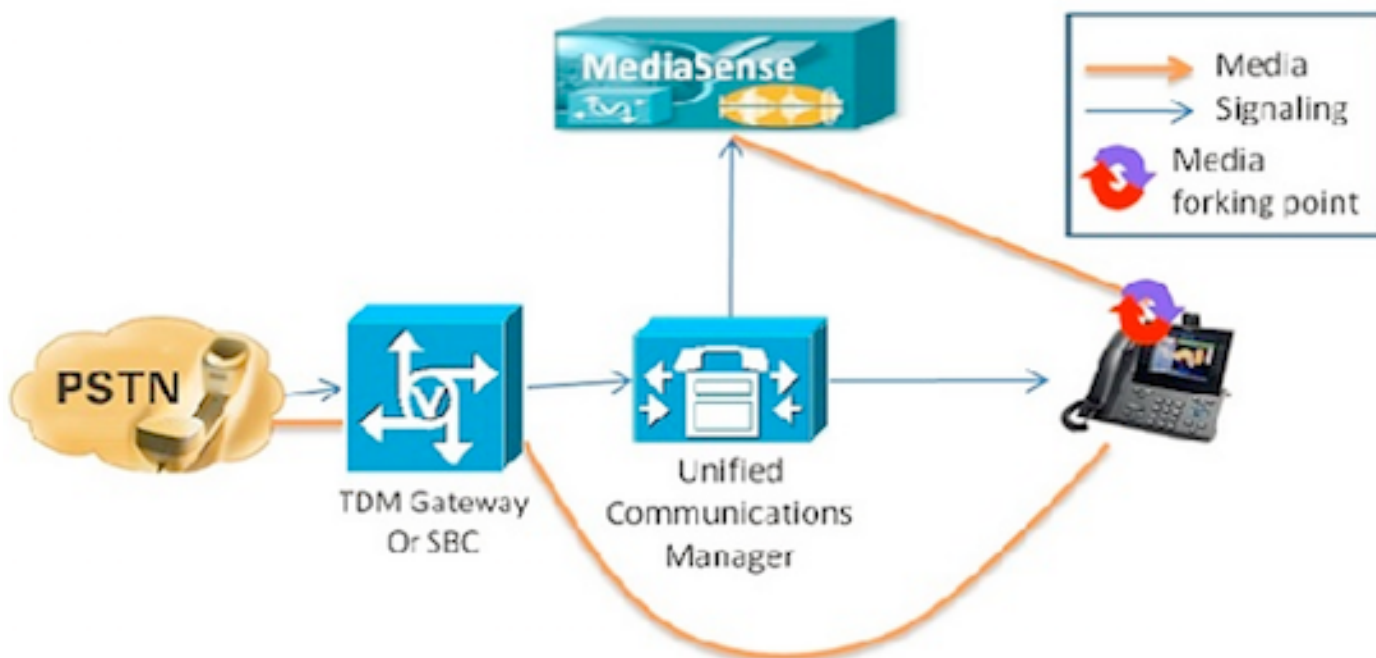 MediaSense
Media
Signaling
Media
forking point
PSTN
V
TDM Gateway
Or SBC
Unified
Communications
Manager